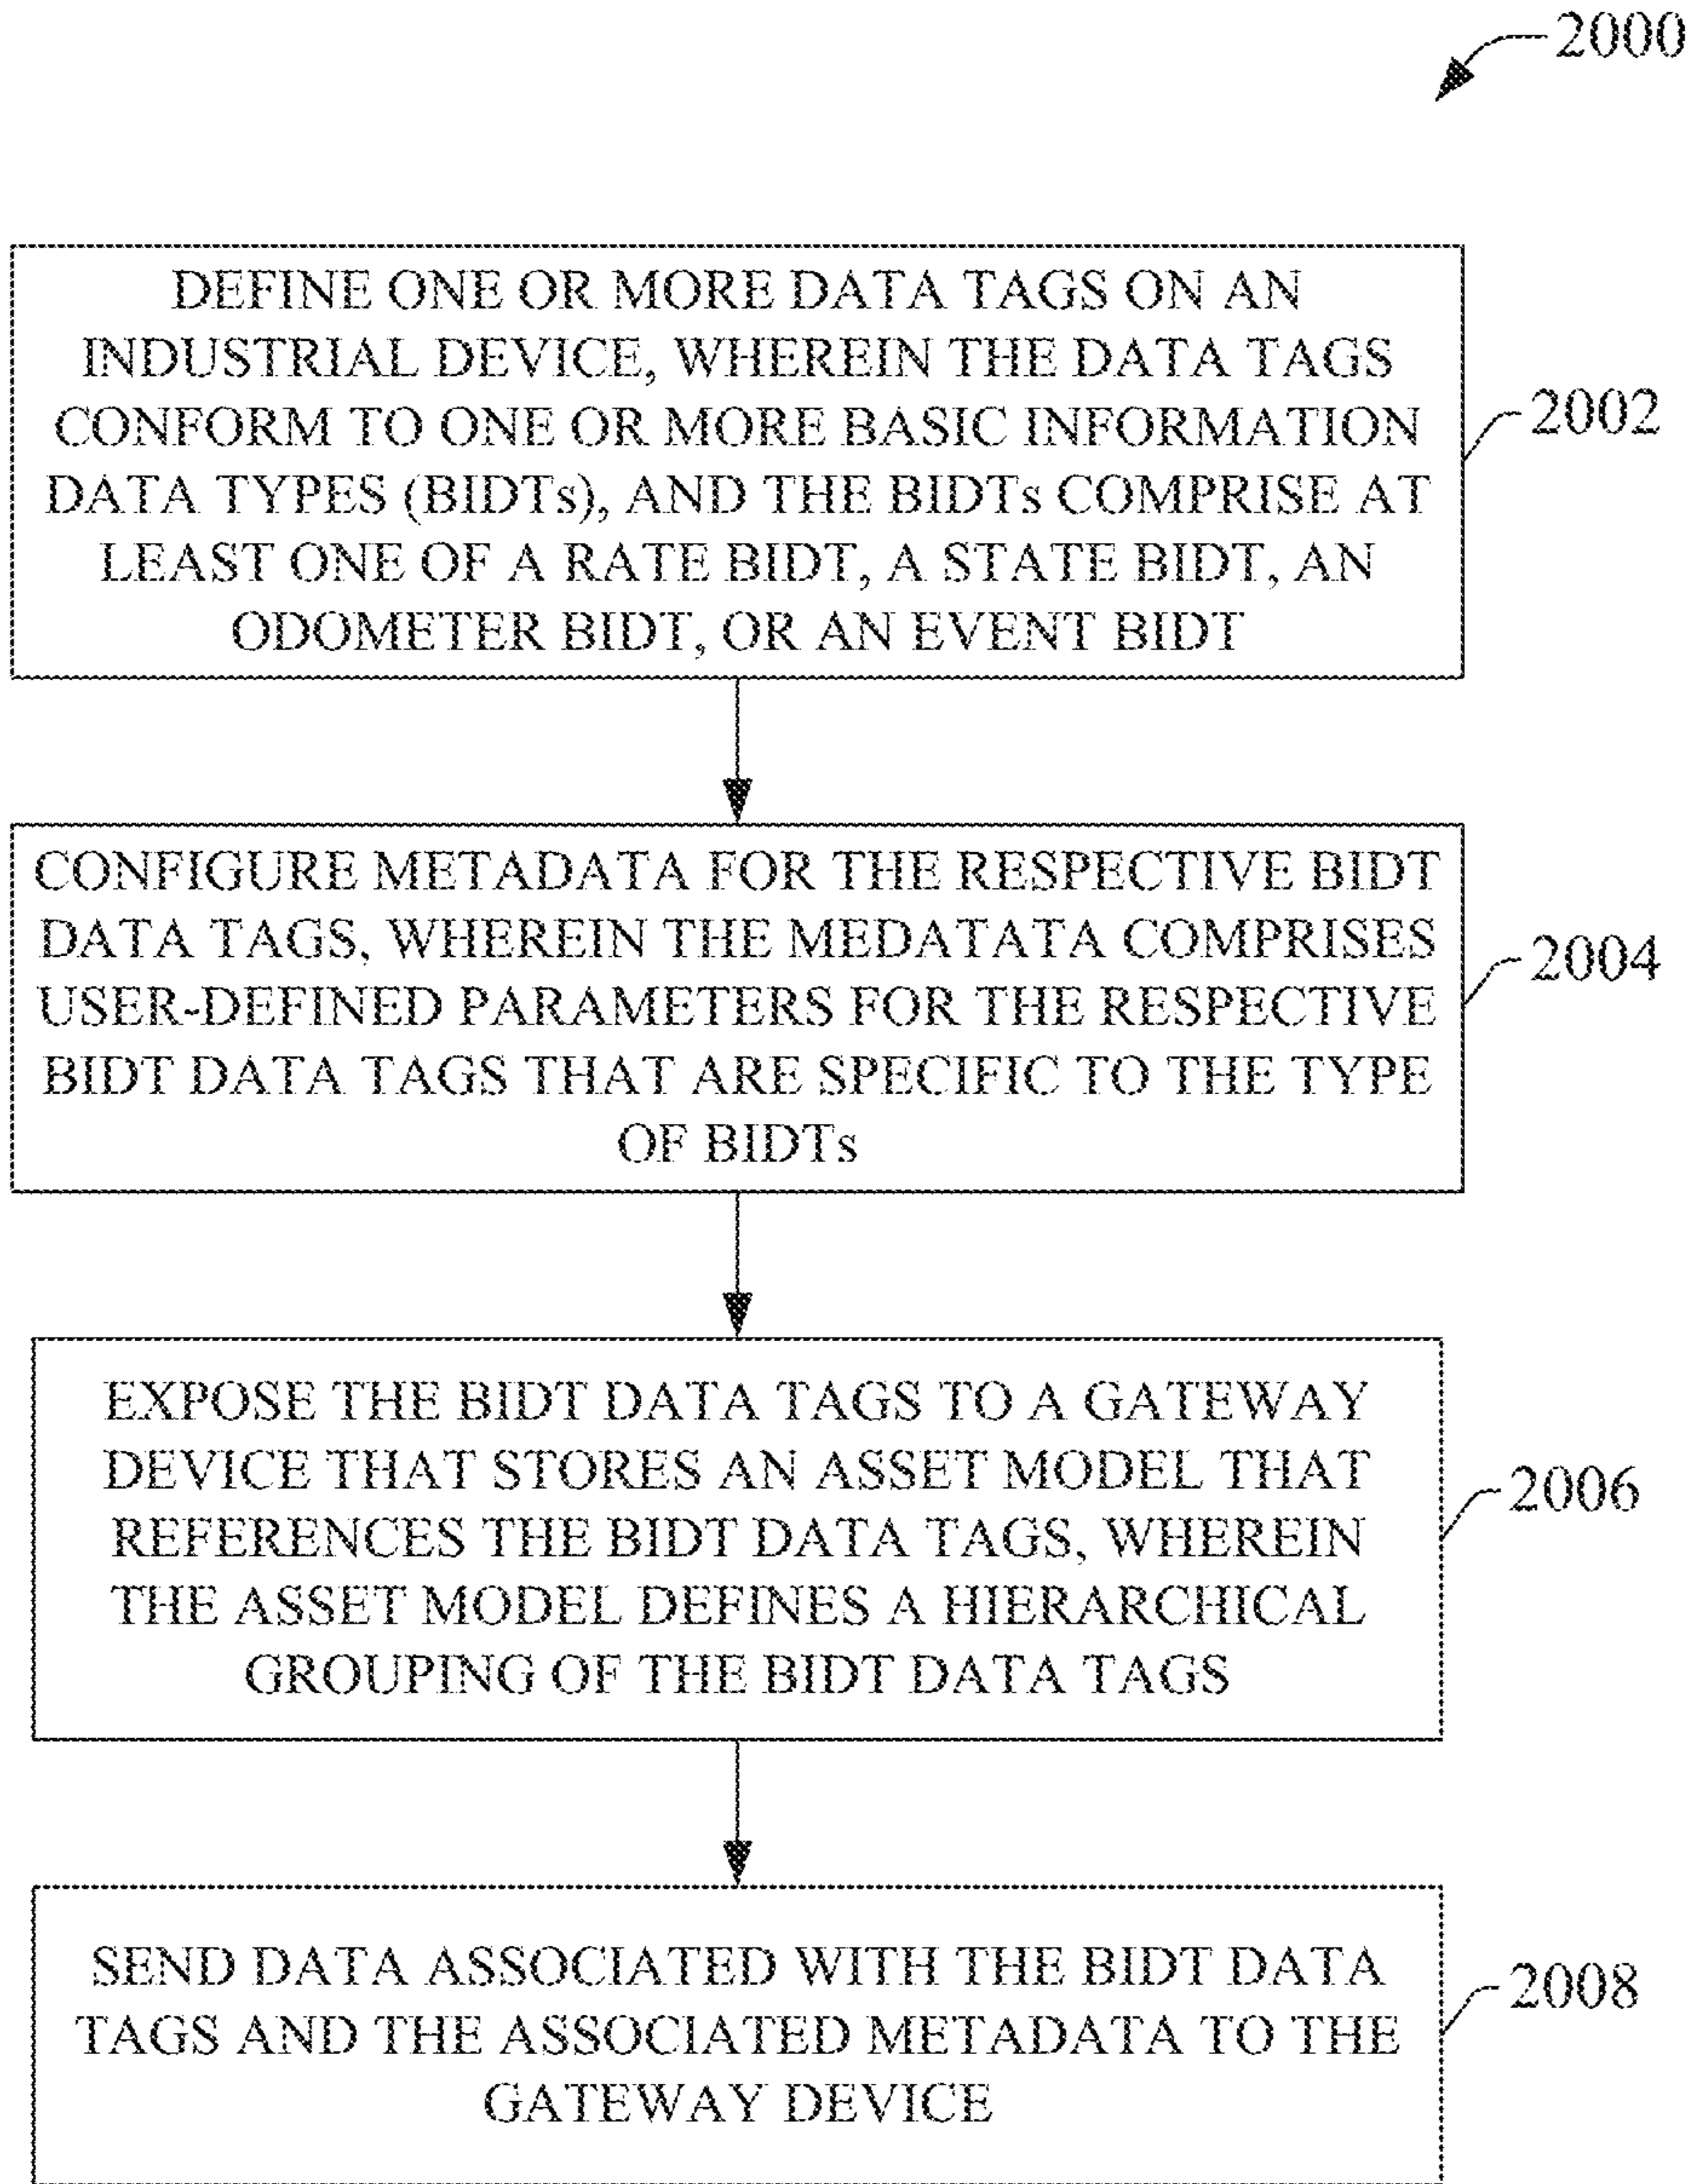 2000
DEFINE ONE OR MORE DATA TAGS ON AN
INDUSTRIAL DEVICE, WHEREIN THE DATA TAGS
CONFORM TO ONE OR MORE BASIC INFORMATION
DATA TYPES (BIDTs), AND THE BIDTs COMPRISE AT
LEAST ONE OF A RATE BIDT, A STATE BIDT, AN
ODOMETER BIDT, OR AN EVENT BIDT
2002
CONFIGURE METADATA FOR THE RESPECTIVE BIDT
DATA TAGS, WHEREIN THE MEDATATA COMPRISES
USER-DEFINED PARAMETERS FOR THE RESPECTIVE
BIDT DATA TAGS THAT ARE SPECIFIC TO THE TYPE
OF BIDTs
2004
EXPOSE THE BIDT DATA TAGS TO A GATEWAY
DEVICE THAT STORES AN ASSET MODEL THAT
REFERENCES THE BIDT DATA TAGS, WHEREIN
THE ASSET MODEL DEFINES A HIERARCHICAL
GROUPING OF THE BIDT DATA TAGS
2006
SEND DATA ASSOCIATED WITH THE BIDT DATA
TAGS AND THE ASSOCIATED METADATA TO THE
GATEWAY DEVICE
2008